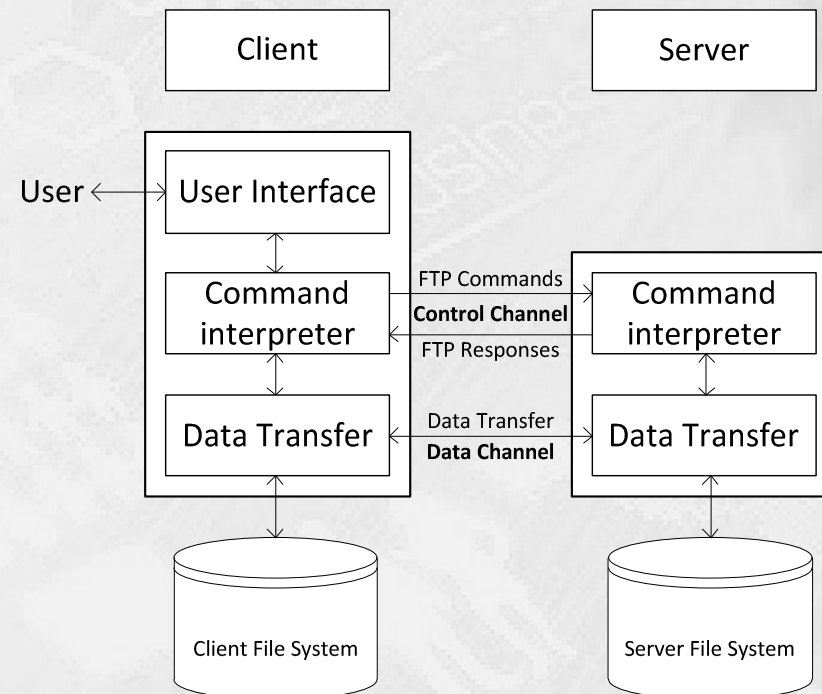 Client
Server
User
User Interface
Command
interpreter
FTP Commands
Control Channel
FTP Responses
Command
interpreter
Data Transfer
Data Transfer
Data Channel
Data Transfer
Client File System
Server File System